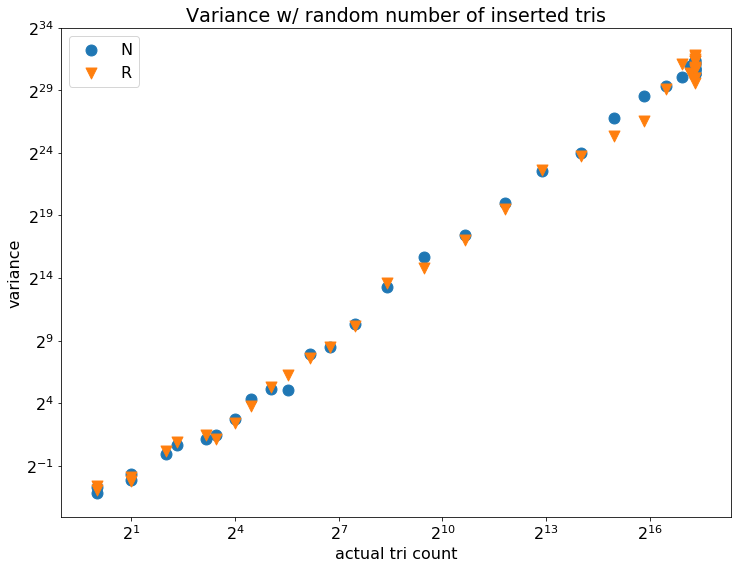 Variance w/ random number of inserted tris
N
R
2^34
2^29
2^24
2^19
2^14
2^9
2^4
2^-1
variance
2^1 2^4 2^7 2^10 2^13 2^16
actual tri count